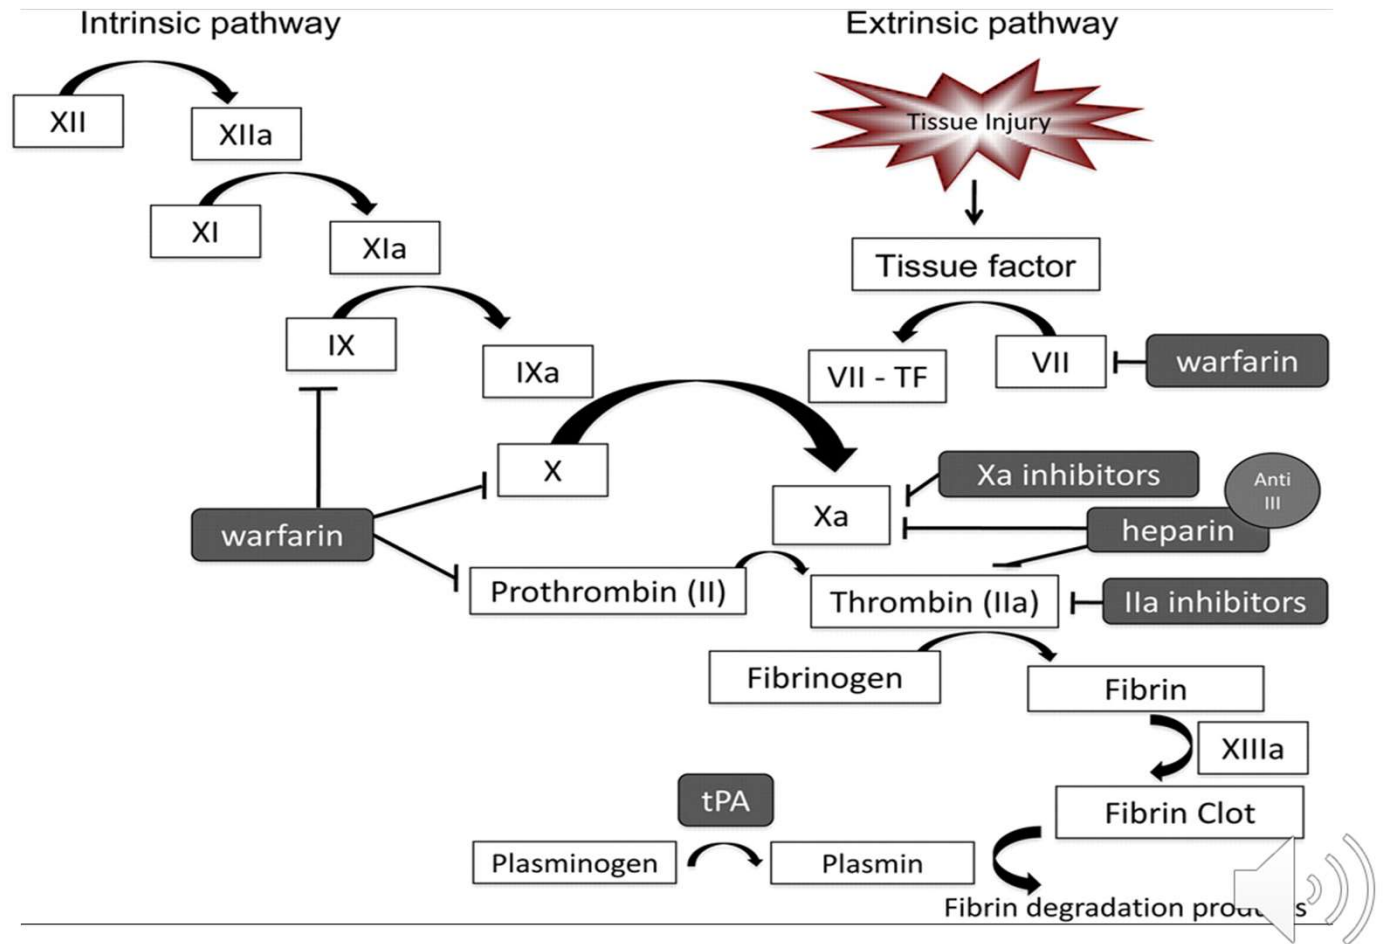 Intrinsic pathway
Extrinsic pathway
XII
XIIa
Tissue Injury
XI
XIa
Tissue factor
IX
IXa
VII - TF
VII
warfarin
X
Xa
Xa inhibitors
Anti
III
heparin
warfarin
Prothrombin (II)
Thrombin (IIa)
IIa inhibitors
Fibrinogen
Fibrin
XIIIa
tPA
Fibrin Clot
Plasminogen
Plasmin
Fibrin degradation products